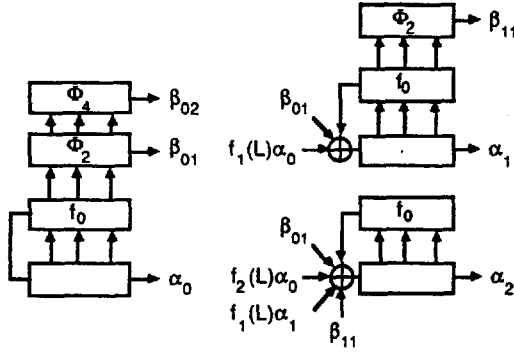 Φ₄
β₀₂
Φ₂
β₀₁
f₀
α₀
Φ₂
β₁₁
f₀
β₀₁
f₁(L)α₀
α₁
f₀
β₀₁
f₂(L)α₀
α₂
f₁(L)α₁
β₁₁